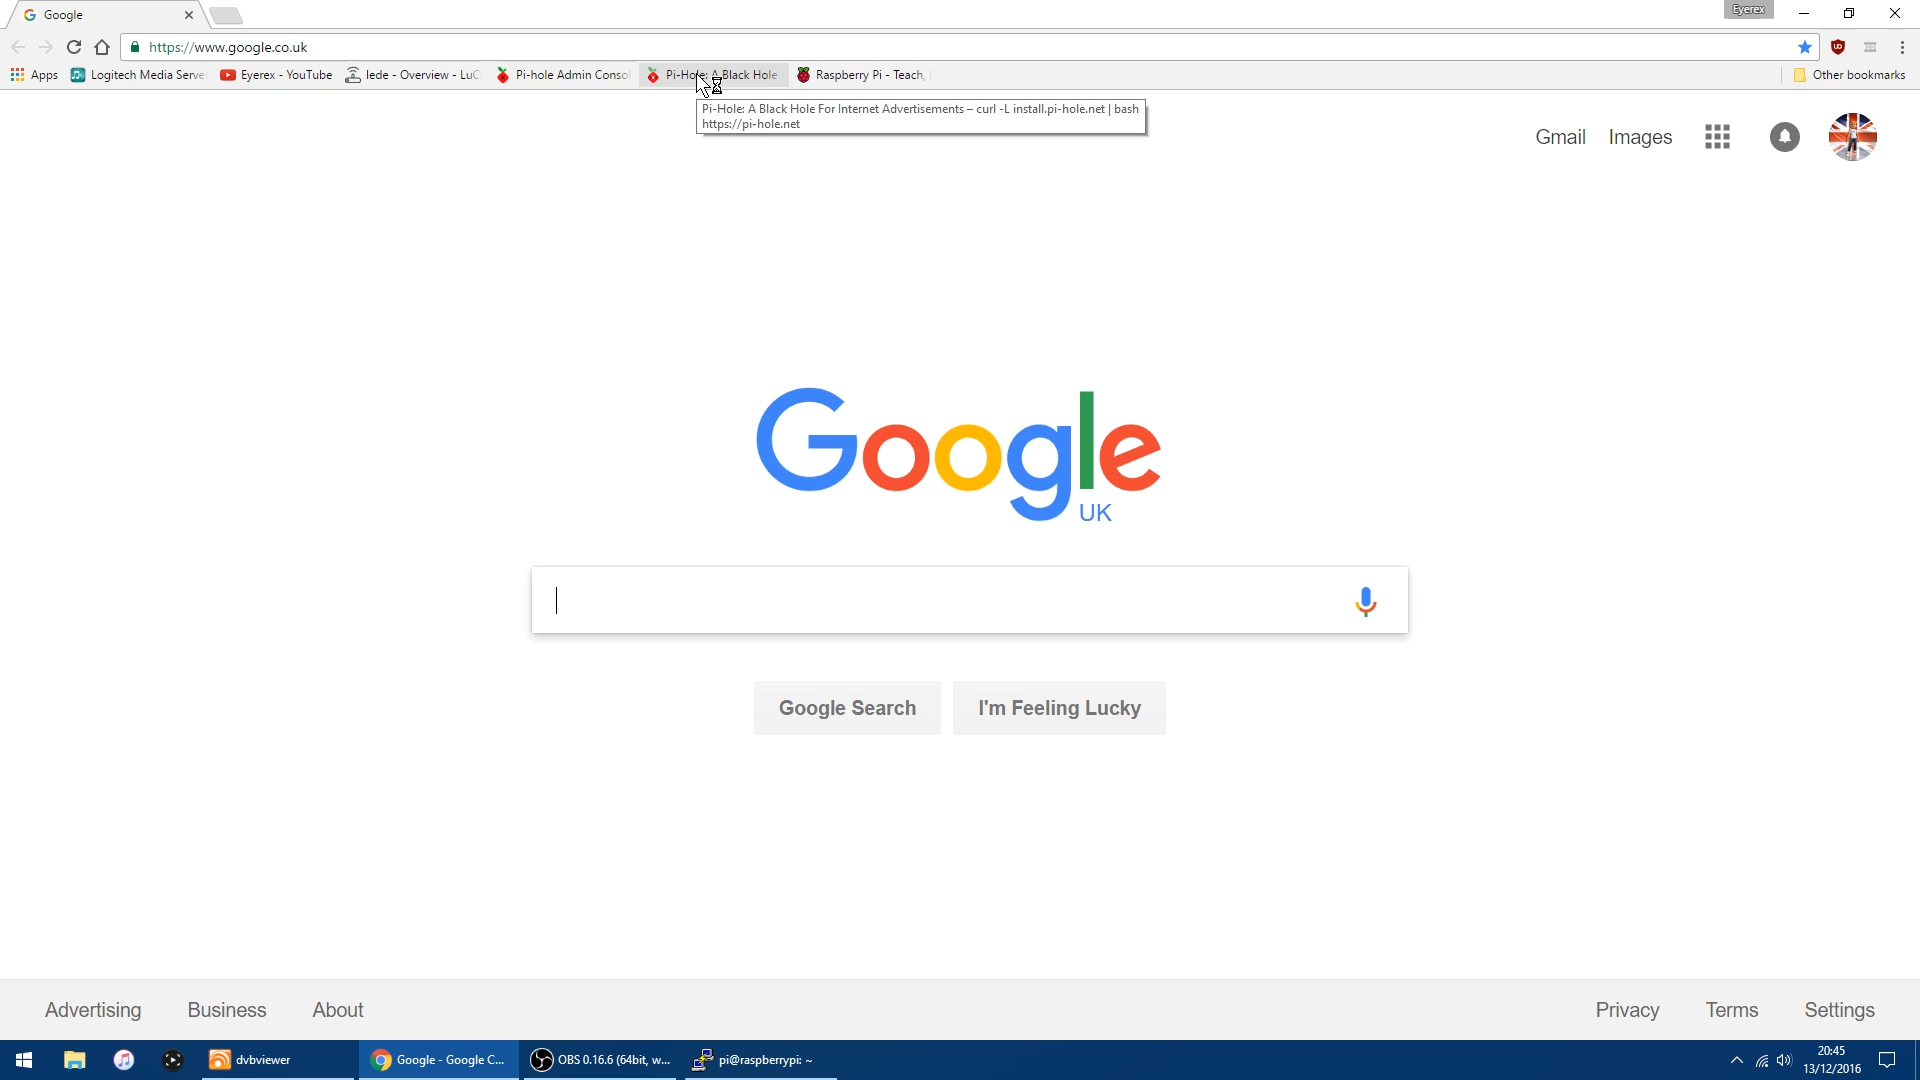 Google
Eyerex
https://www.google.co.uk
Apps
Logitech Media Serve
Eyerex - YouTube
lede - Overview - LuC
Pi-hole Admin Consol
Pi-Hole: A Black Hole
Raspberry Pi - Teach,
Other bookmarks
Pi-Hole: A Black Hole For Internet Advertisements – curl -L install.pi-hole.net | bash
https://pi-hole.net
Gmail
Images
Google
UK
Google Search
I'm Feeling Lucky
Advertising
Business
About
Privacy
Terms
Settings
dvbviewer
Google - Google C...
OBS 0.16.6 (64bit, w...
pi@raspberrypi: ~
20:45
13/12/2016